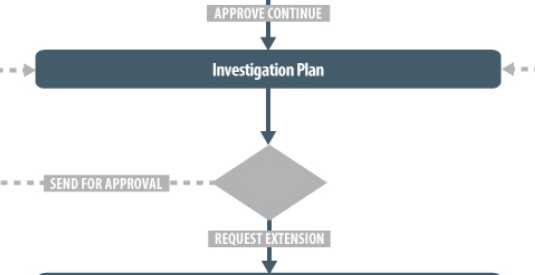 APPROVE CONTINUE
Investigation Plan
SEND FOR APPROVAL
REQUEST EXTENSION